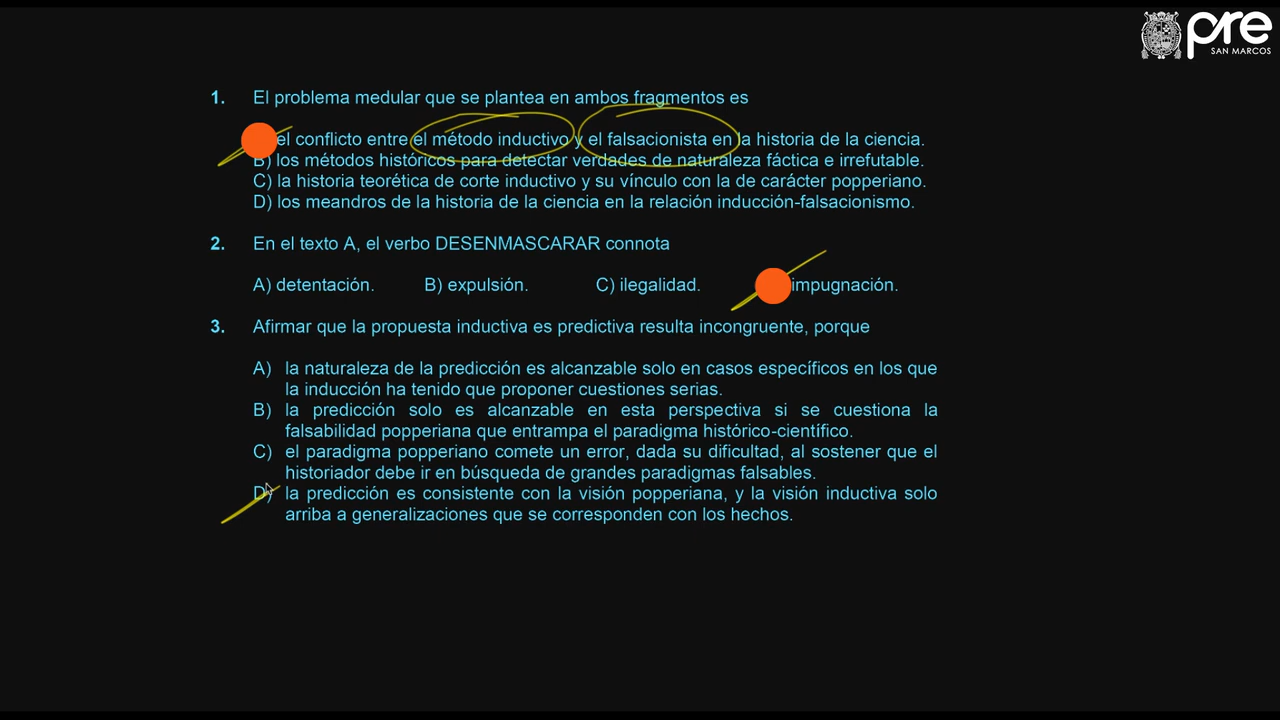 pre
SAN MARCOS
1. El problema medular que se plantea en ambos fragmentos es
el conflicto entre el método inductivo y el falsacionista en la historia de la ciencia.
B) los métodos históricos para detectar verdades de naturaleza fáctica e irrefutable.
C) la historia teorética de corte inductivo y su vínculo con la de carácter popperiano.
D) los meandros de la historia de la ciencia en la relación inducción-falsacionismo.
2. En el texto A, el verbo DESENMASCARAR connota
A) detentación. B) expulsión. C) ilegalidad. impugnación.
3. Afirmar que la propuesta inductiva es predictiva resulta incongruente, porque
A) la naturaleza de la predicción es alcanzable solo en casos específicos en los que
la inducción ha tenido que proponer cuestiones serias.
B) la predicción solo es alcanzable en esta perspectiva si se cuestiona la
falsabilidad popperiana que entrampa el paradigma histórico-científico.
C) el paradigma popperiano comete un error, dada su dificultad, al sostener que el
historiador debe ir en búsqueda de grandes paradigmas falsables.
D) la predicción es consistente con la visión popperiana, y la visión inductiva solo
arriba a generalizaciones que se corresponden con los hechos.